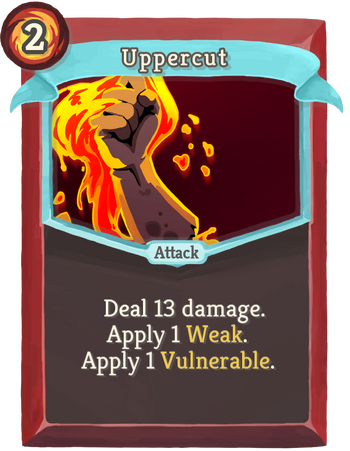 2
Uppercut
Attack
Deal 13 damage.
Apply 1 Weak.
Apply 1 Vulnerable.